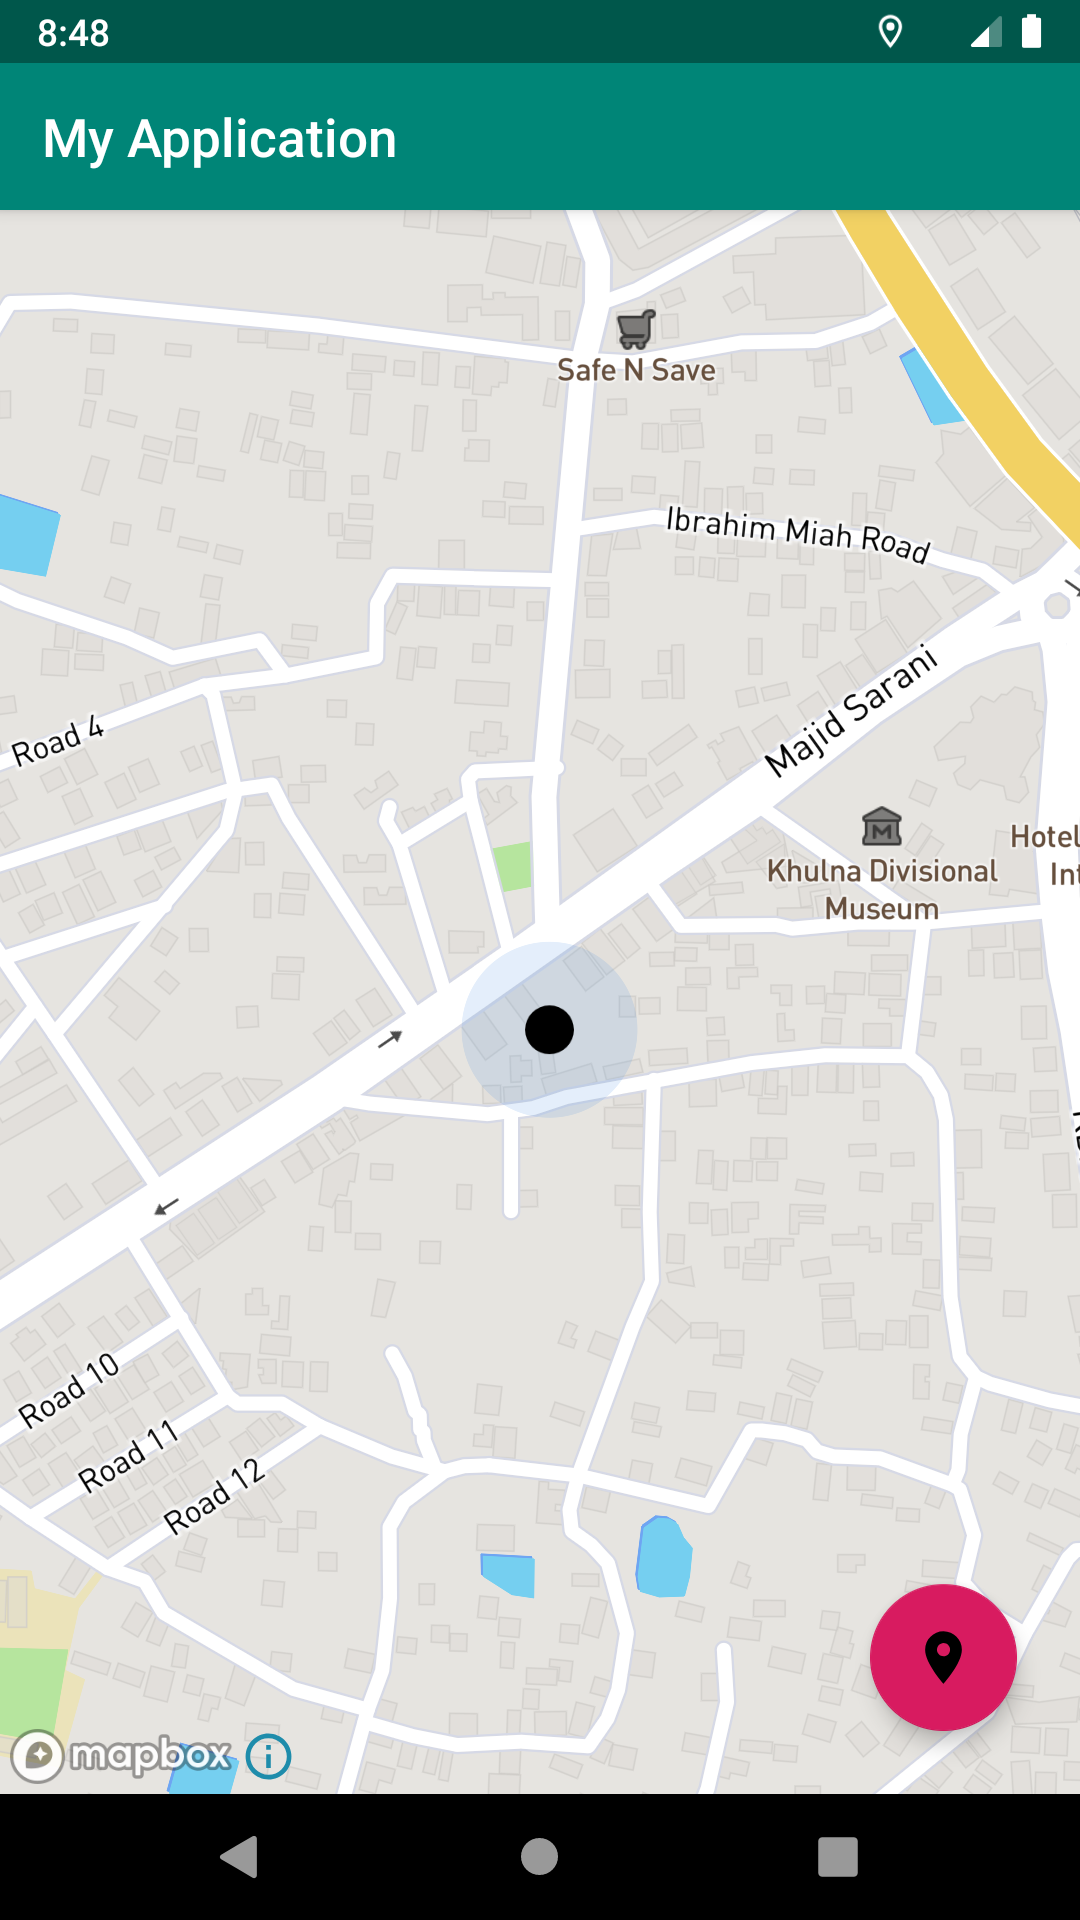 8:48
My Application
Safe N Save
Ibrahim Miah Road
Majid Sarani
Road 4
Khulna Divisional
Museum
Hotel
Int
Road 10
Road 11
Road 12
mapbox